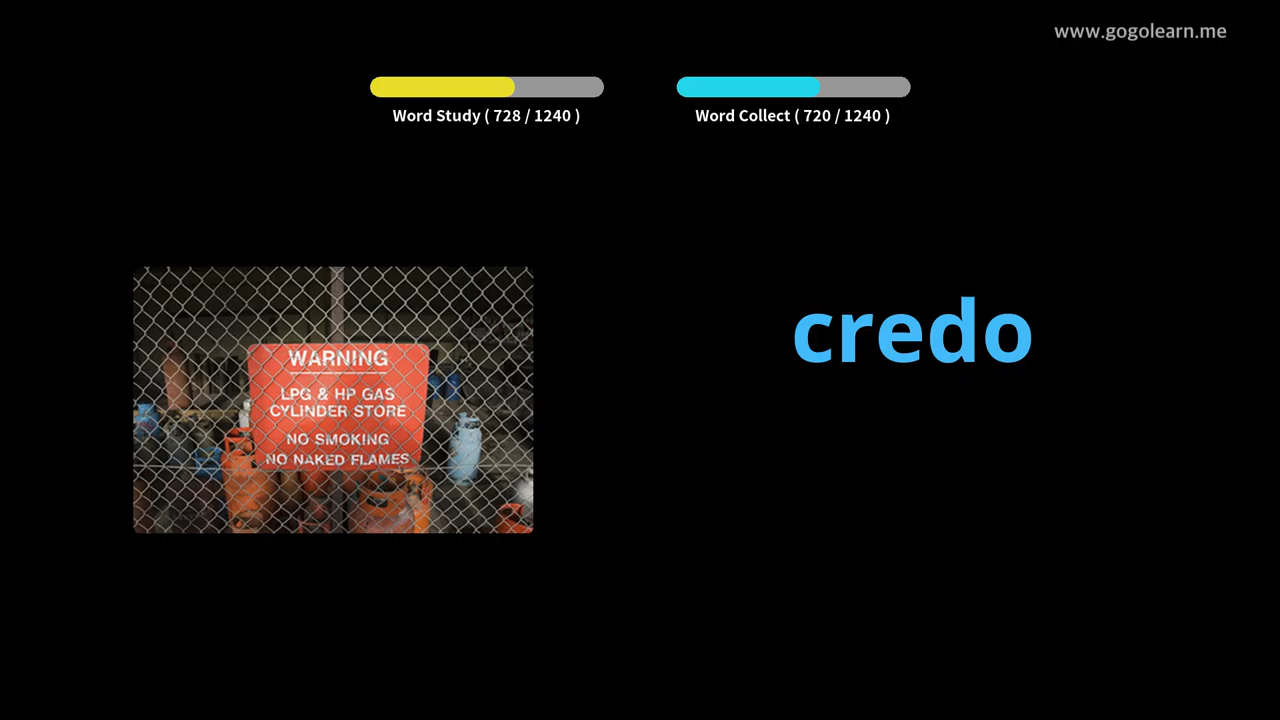 www.gogolearn.me
Word Study ( 728 / 1240 )
Word Collect ( 720 / 1240 )
WARNING
LPG & HP GAS
CYLINDER STORE
NO SMOKING
NO NAKED FLAMES
credo